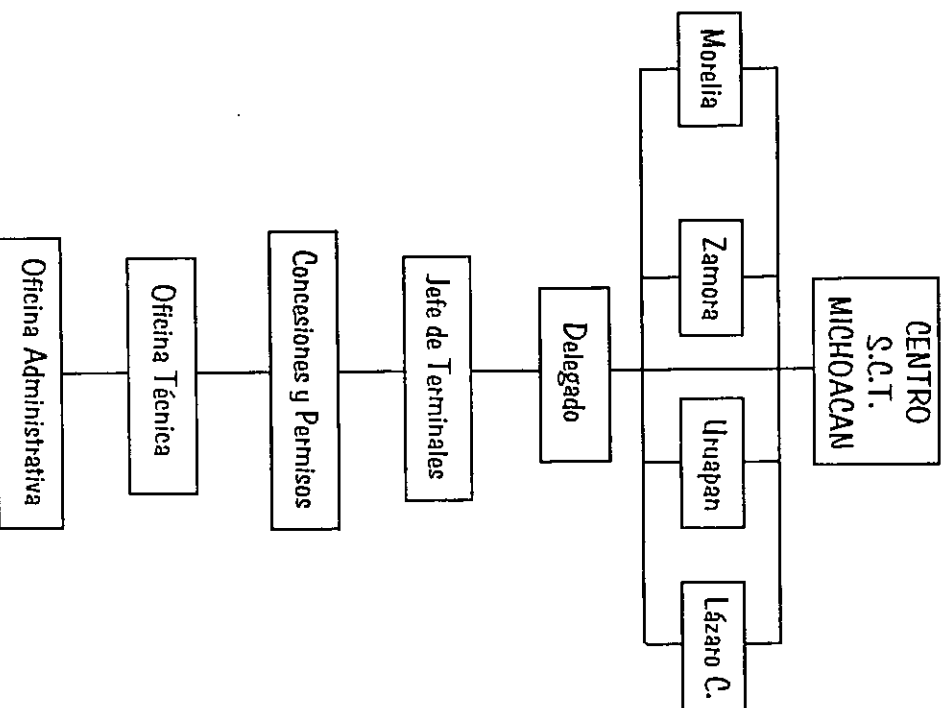 CENTRO
S.C.T.
MICHOACAN
Morelia
Zamora
Uruapan
Lázaro C.
Delegado
Jefe de Terminales
Concesiones y Permisos
Oficina Técnica
Oficina Administrativa